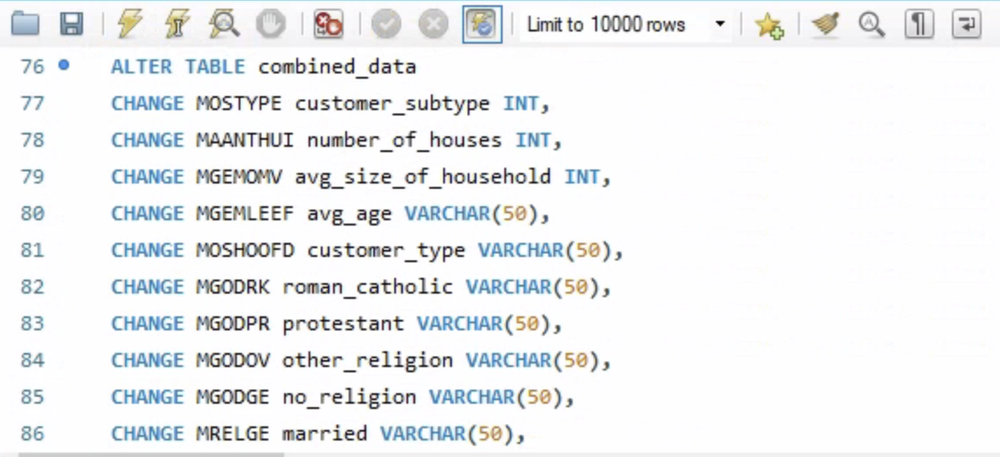 Limit to 10000 rows
76 ALTER TABLE combined_data
77 CHANGE MOSTYPE customer_subtype INT,
78 CHANGE MAANTHUI number_of_houses INT,
79 CHANGE MGEMOMV avg_size_of_household INT,
80 CHANGE MGEMLEEF avg_age VARCHAR(50),
81 CHANGE MOSHOOFD customer_type VARCHAR(50),
82 CHANGE MGODRK roman_catholic VARCHAR(50),
83 CHANGE MGODPR protestant VARCHAR(50),
84 CHANGE MGODOV other_religion VARCHAR(50),
85 CHANGE MGODGE no_religion VARCHAR(50),
86 CHANGE MRELGE married VARCHAR(50),